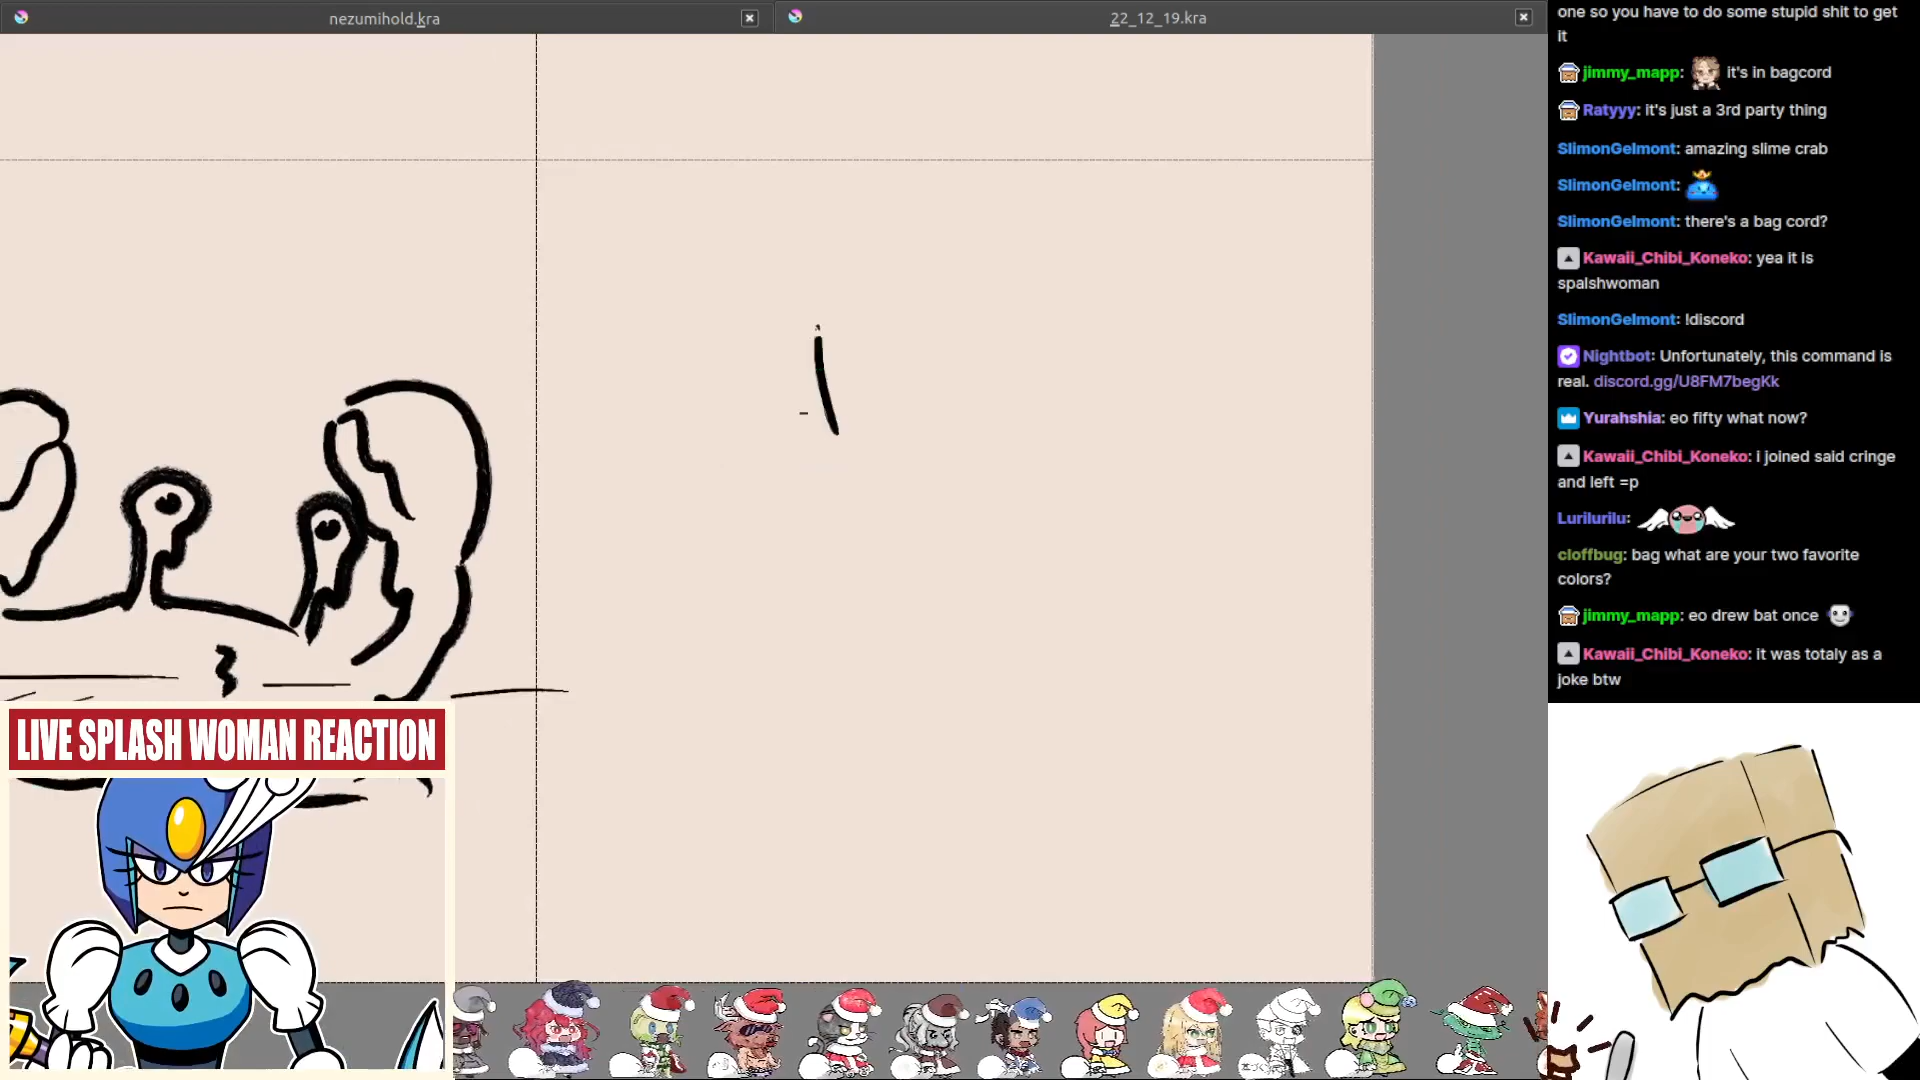 nezumihold.kra
22_12_19.kra
one so you have to do some stupid shit to get
it
jimmy_mapp: it's in bagcord
Ratyyy: it's just a 3rd party thing
SlimonGelmont: amazing slime crab
SlimonGelmont:
SlimonGelmont: there's a bag cord?
Kawaii_Chibi_Koneko: yea it is
spalshwoman
SlimonGelmont: !discord
Nightbot: Unfortunately, this command is
real. discord.gg/U8FM7begKk
Yurahshia: eo fifty what now?
Kawaii_Chibi_Koneko: i joined said cringe
and left =p
Lurilurilu:
cloffbug: bag what are your two favorite
colors?
jimmy_mapp: eo drew bat once
Kawaii_Chibi_Koneko: it was totaly as a
joke btw
LIVE SPLASH WOMAN REACTION